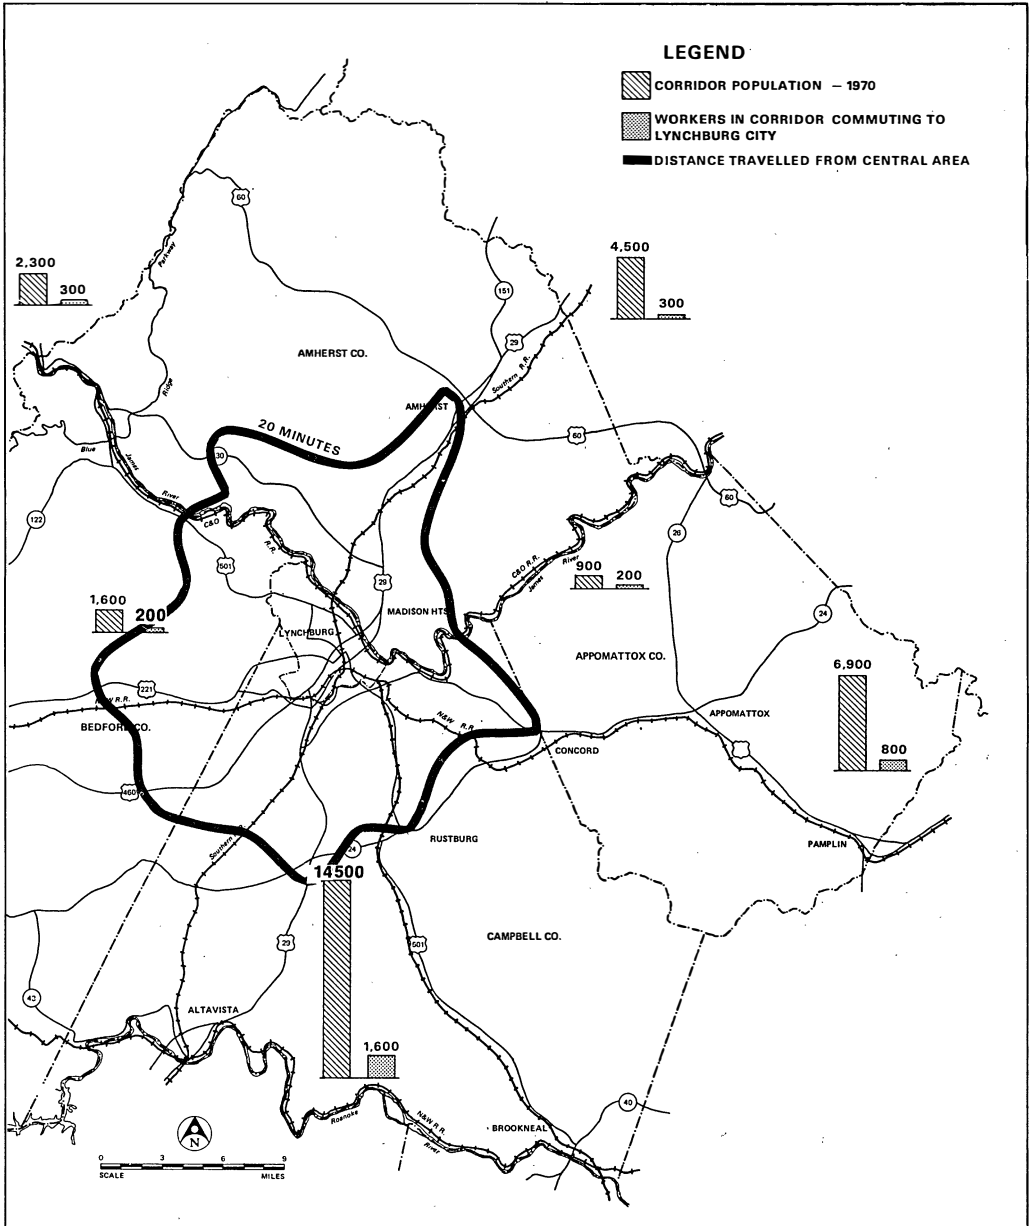 LEGEND
CORRIDOR POPULATION – 1970
WORKERS IN CORRIDOR COMMUTING TO
LYNCHBURG CITY
DISTANCE TRAVELLED FROM CENTRAL AREA
60
Parkway
4,500
300
2,300
300
151
29
Southern R.R.
AMHERST CO.
Ridge
AMHERST
20 MINUTES
60
Blue
James
River
130
C&O
R.R.
60
122
26
501
C&O R.R.
James
River
900
200
29
1,600
200
MADISON HTS
LYNCHBURG
24
APPOMATTOX CO.
6,900
800
221
N&W R.R.
BEDFORD CO.
N&W R.R.
APPOMATTOX
CONCORD
460
Southern R.R.
RUSTBURG
24
PAMPLIN
14500
CAMPBELL CO.
29
501
43
ALTAVISTA
1,600
40
Roanoke
River
N&W R.R.
BROOKNEAL
N
0 3 6 9
SCALE MILES